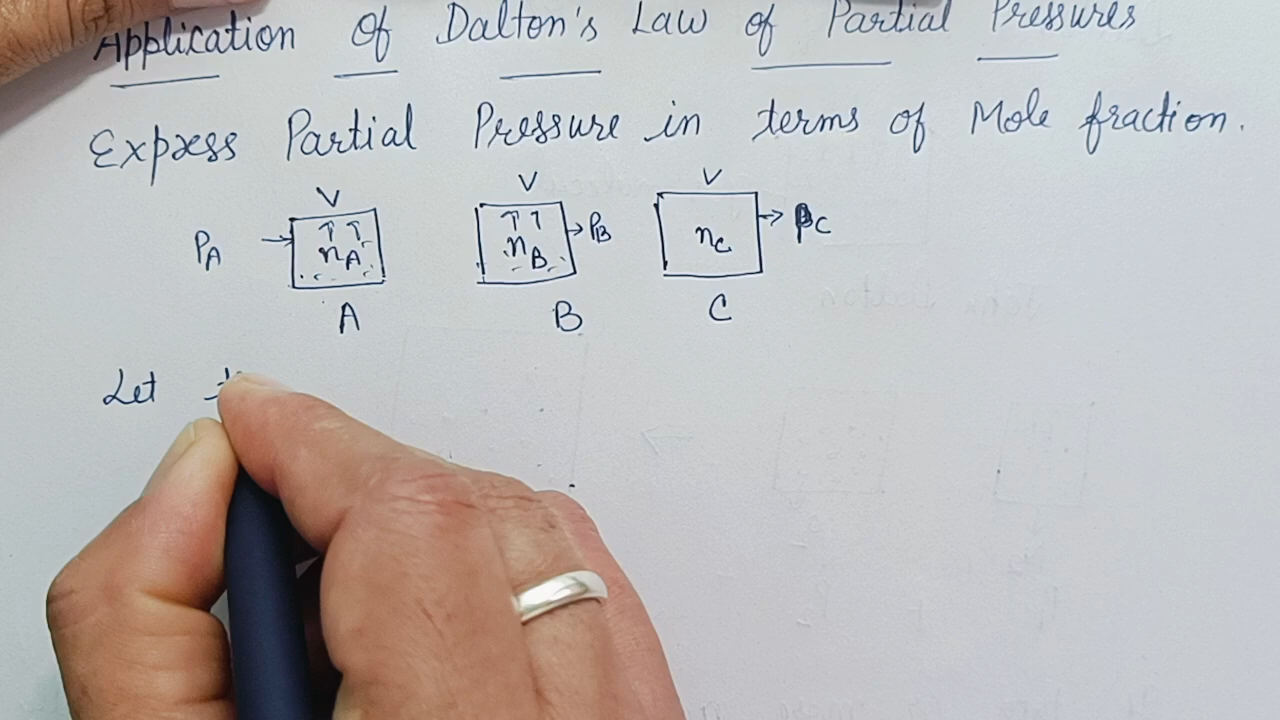 Application Of Dalton's Law of Partial Pressures
Express Partial Pressure in terms of Mole fraction.
V V V
PA nA nB PB nC PC
A B C
Let